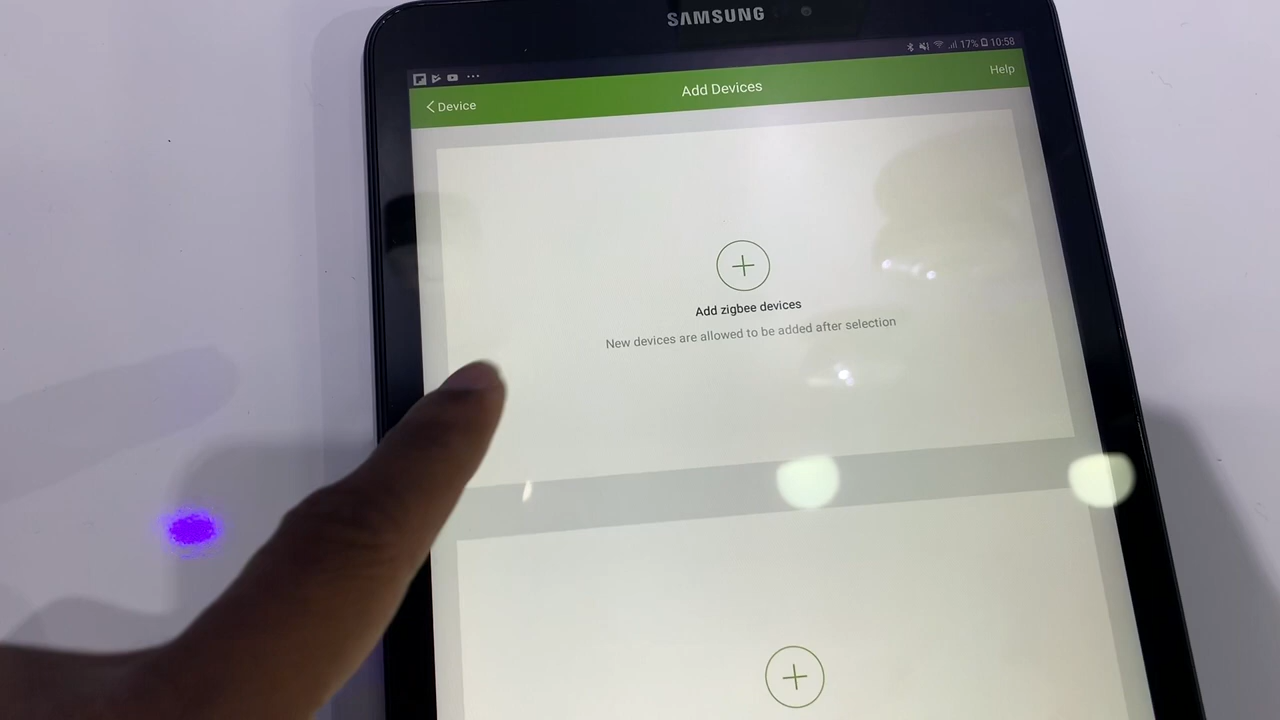 SAMSUNG
17% 10:58
Device
Add Devices
Help
Add zigbee devices
New devices are allowed to be added after selection